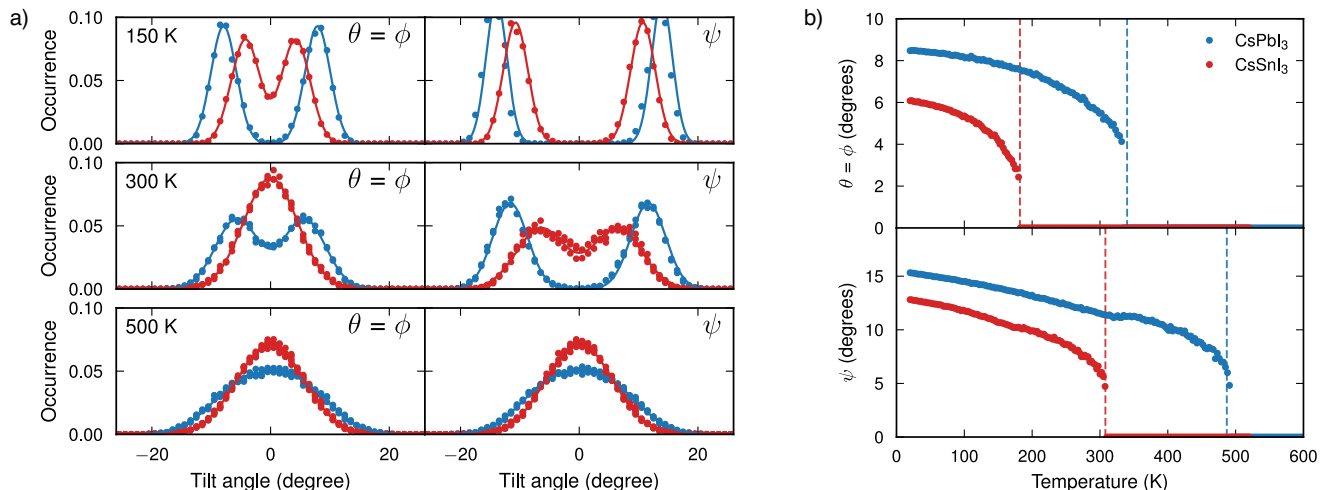 a)
150 K
θ = ϕ
ψ
Occurrence
0.10
0.05
0.00
300 K
θ = ϕ
ψ
Occurrence
0.10
0.05
0.00
500 K
θ = ϕ
ψ
Occurrence
0.10
0.05
0.00
−20 0 20
−20 0 20
Tilt angle (degree)
Tilt angle (degree)
b)
10
8
6
4
2
0
θ = ϕ (degrees)
CsPbI₃
CsSnI₃
15
10
5
0
ψ (degrees)
0 100 200 300 400 500 600
Temperature (K)